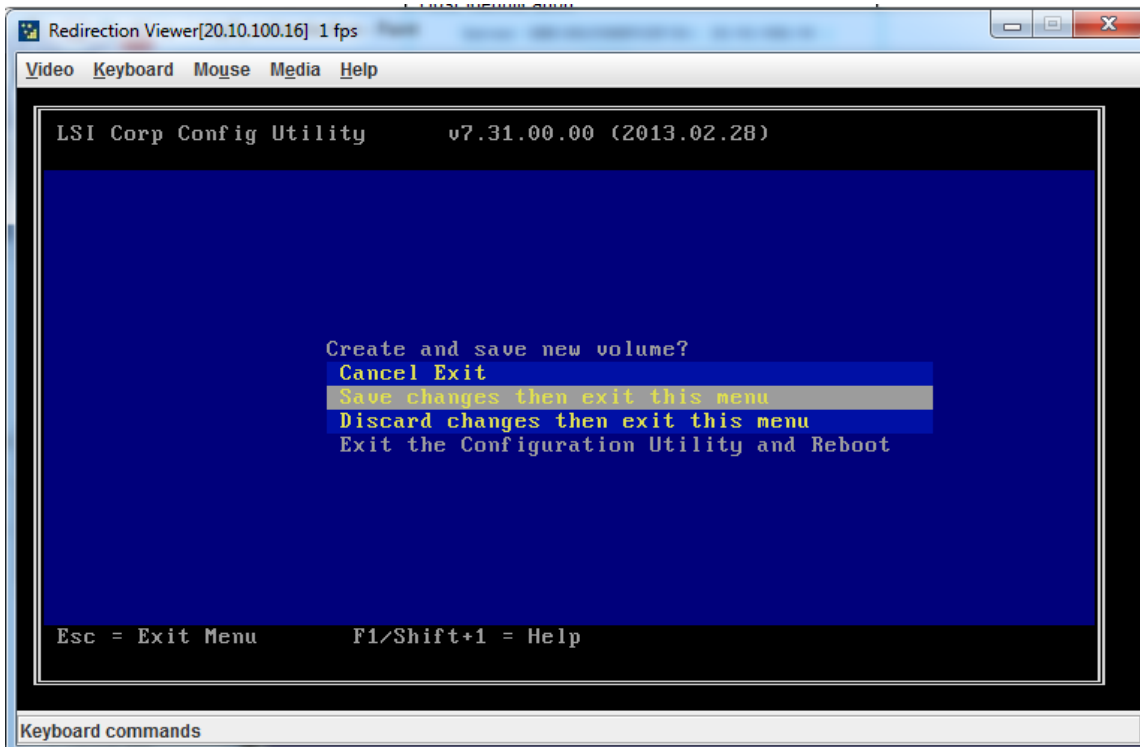 Redirection Viewer[20.10.100.16] 1 fps
Video Keyboard Mouse Media Help
LSI Corp Config Utility v7.31.00.00 (2013.02.28)
Create and save new volume?
Cancel Exit
Save changes then exit this menu
Discard changes then exit this menu
Exit the Configuration Utility and Reboot
Esc = Exit Menu F1/Shift+1 = Help
Keyboard commands